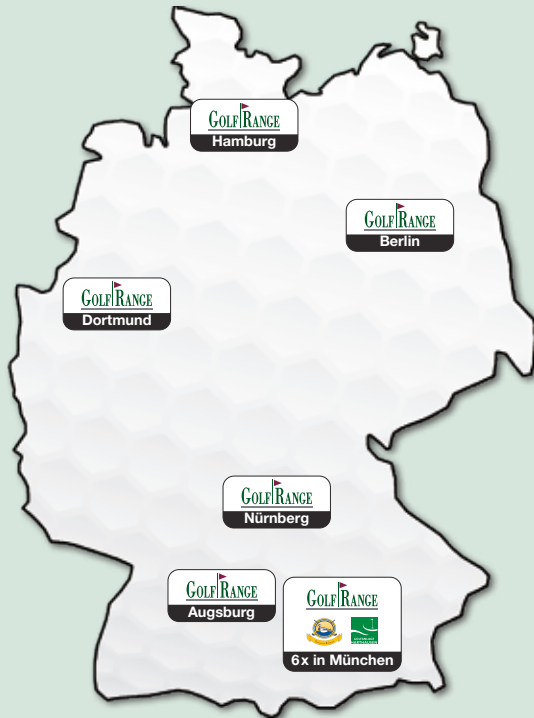 GOLF RANGE
Hamburg
GOLF RANGE
Berlin
GOLF RANGE
Dortmund
GOLF RANGE
Nürnberg
GOLF RANGE
Augsburg
GOLF RANGE
6x in München